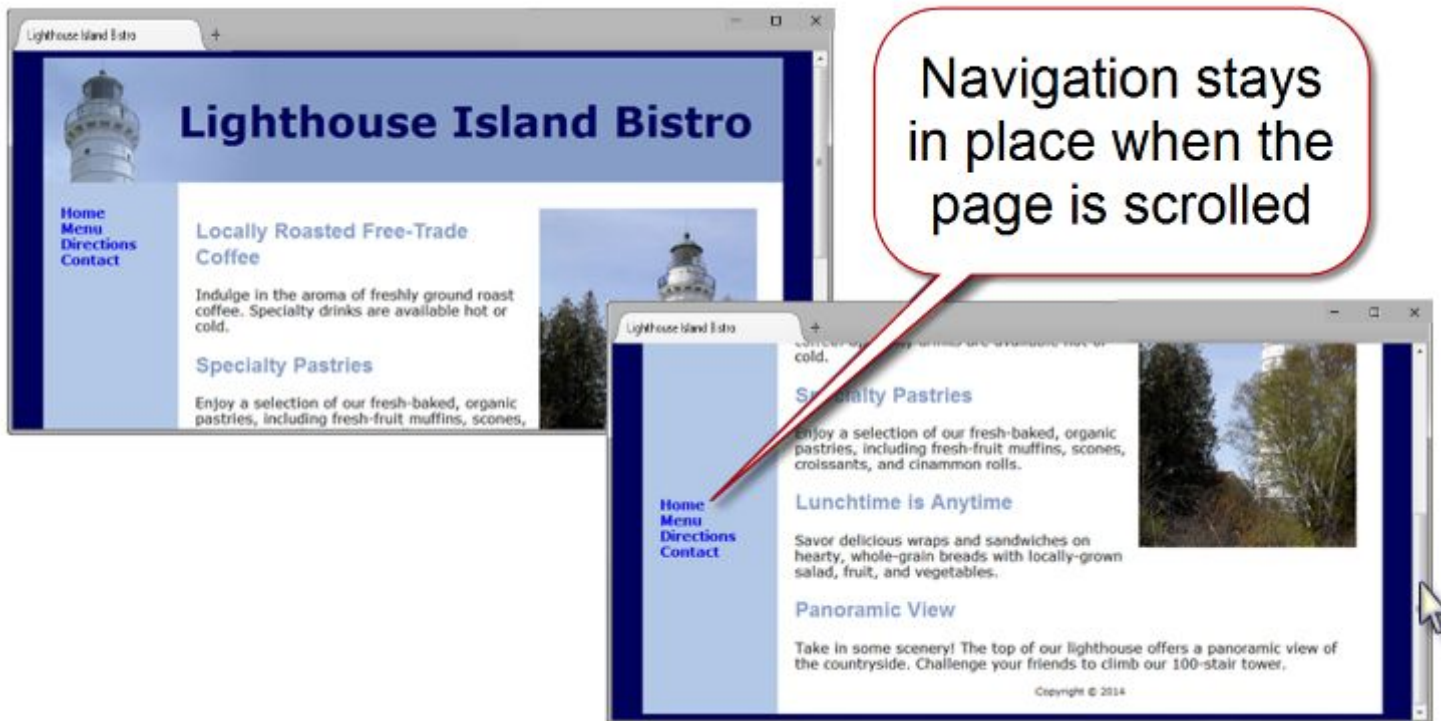 Lighthouse Island Bistro
Lighthouse Island Bistro
Home
Menu
Directions
Contact
Locally Roasted Free-Trade
Coffee
Indulge in the aroma of freshly ground roast
coffee. Specialty drinks are available hot or
cold.
Specialty Pastries
Enjoy a selection of our fresh-baked, organic
pastries, including fresh-fruit muffins, scones,
Navigation stays
in place when the
page is scrolled
Lighthouse Island Bistro
drinks are available hot or
cold.
Specialty Pastries
Enjoy a selection of our fresh-baked, organic
pastries, including fresh-fruit muffins, scones,
croissants, and cinammon rolls.
Home
Menu
Directions
Contact
Lunchtime is Anytime
Savor delicious wraps and sandwiches on
hearty, whole-grain breads with locally-grown
salad, fruit, and vegetables.
Panoramic View
Take in some scenery! The top of our lighthouse offers a panoramic view of
the countryside. Challenge your friends to climb our 100-stair tower.
Copyright © 2014